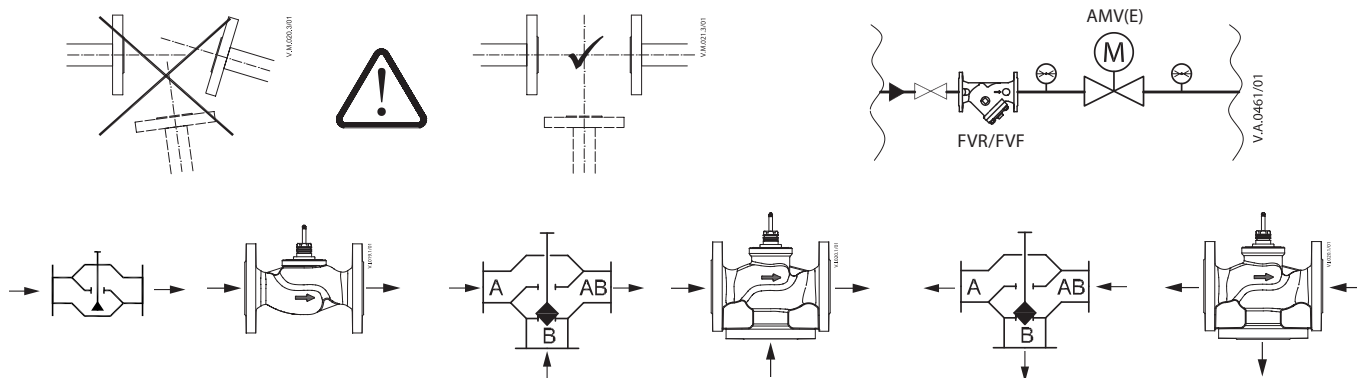 V.M.020.3/01
V.M.021.3/01
AMV(E)
M
FVR/FVF
V.A.0461/01
A
AB
B
A
AB
B